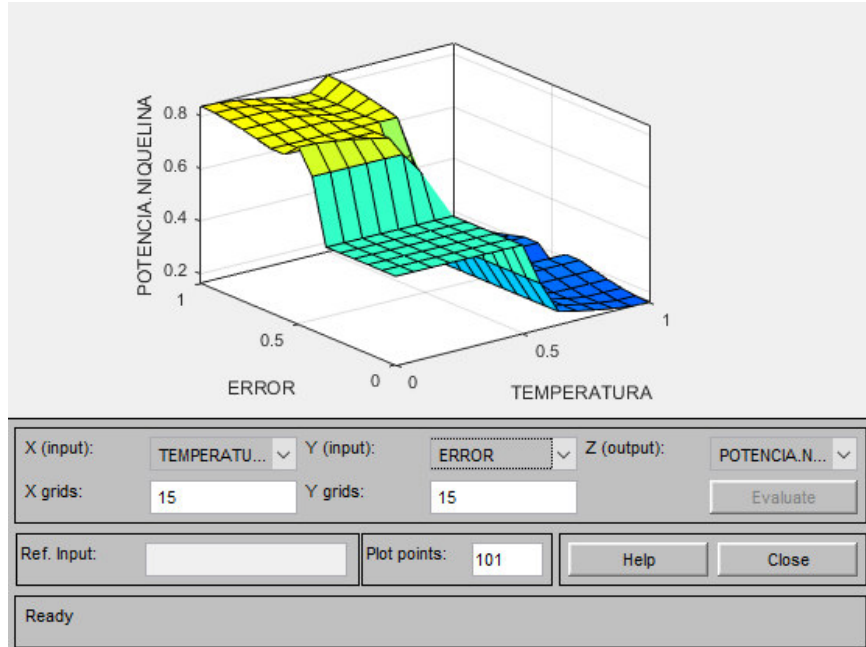 0.8
0.6
0.4
0.2
POTENCIA.NIQUELINA
1
0.5
0
ERROR
0
0.5
1
TEMPERATURA
X (input): TEMPERATU... Y (input): ERROR Z (output): POTENCIA.N...
X grids: 15 Y grids: 15 Evaluate
Ref. Input: Plot points: 101 Help Close
Ready